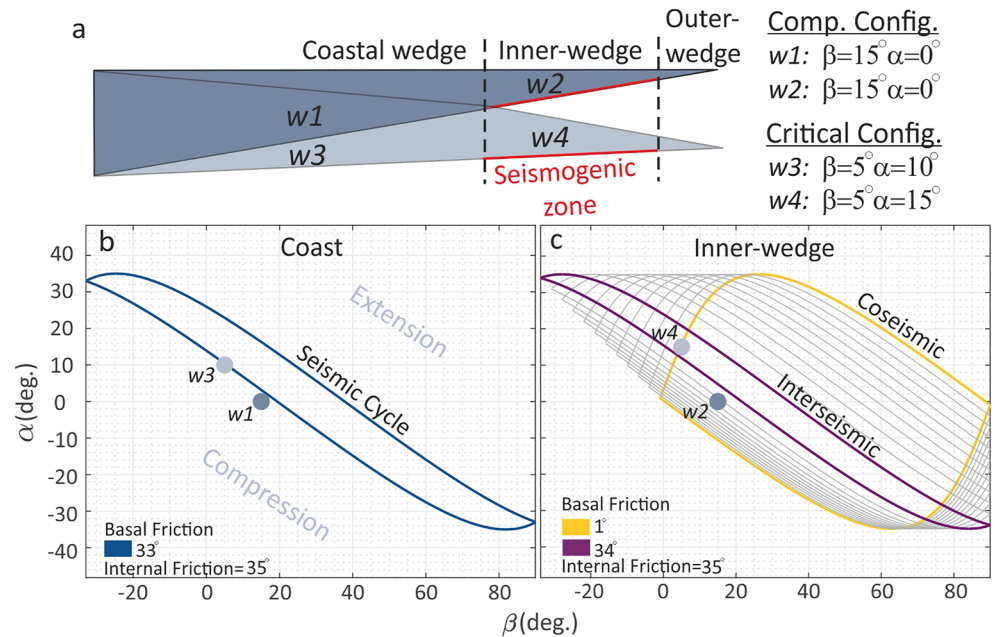 a
Coastal wedge
Inner-wedge
Outer-
wedge
w1
w2
w3
w4
Seismogenic
zone
Comp. Config.
w1: β=15° α=0°
w2: β=15° α=0°
Critical Config.
w3: β=5° α=10°
w4: β=5° α=15°
b
Coast
Extension
Seismic Cycle
Compression
w3
w1
Basal Friction
33°
Internal Friction=35°
40
30
20
10
0
-10
-20
-30
-40
α(deg.)
-20 0 20 40 60 80
c
Inner-wedge
Coseismic
Interseismic
w4
w2
Basal Friction
1°
34°
Internal Friction=35°
-20 0 20 40 60 80
β(deg.)